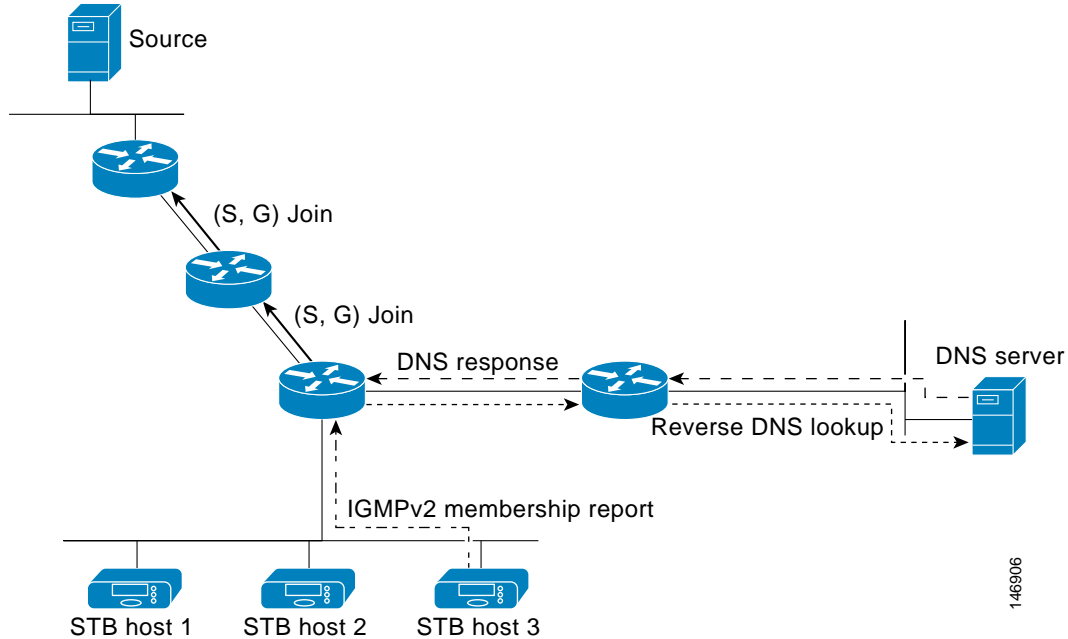 Source
(S, G) Join
(S, G) Join
DNS response
DNS server
Reverse DNS lookup
IGMPv2 membership report
STB host 1
STB host 2
STB host 3
146906